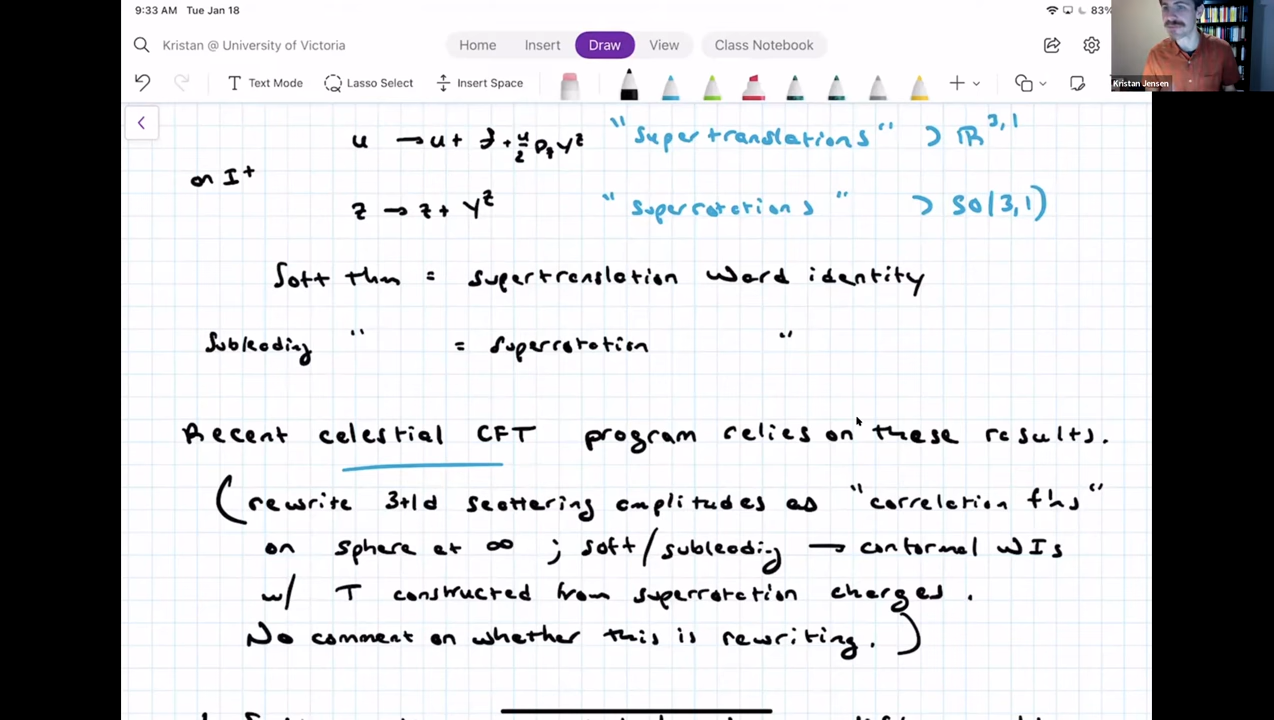 9:33 AM Tue Jan 18
83%
Kristan @ University of Victoria
Home Insert Draw View Class Notebook
Text Mode Lasso Select Insert Space
Kristan Jensen
u → u + f + u/2 D_z Y^z "supertranslations" ⊃ ℝ^3,1
on I+
z → z + Y^z "superrotations" ⊃ SO(3,1)
Soft thm = supertranslation Ward identity
Subleading " = superrotation "
Recent celestial CFT program relies on these results.
(rewrite 3+1d scattering amplitudes as "correlation fns"
on sphere at ∞ ; soft/subleading → conformal WIs
w/ T constructed from superrotation charges.
No comment on whether this is rewriting.)